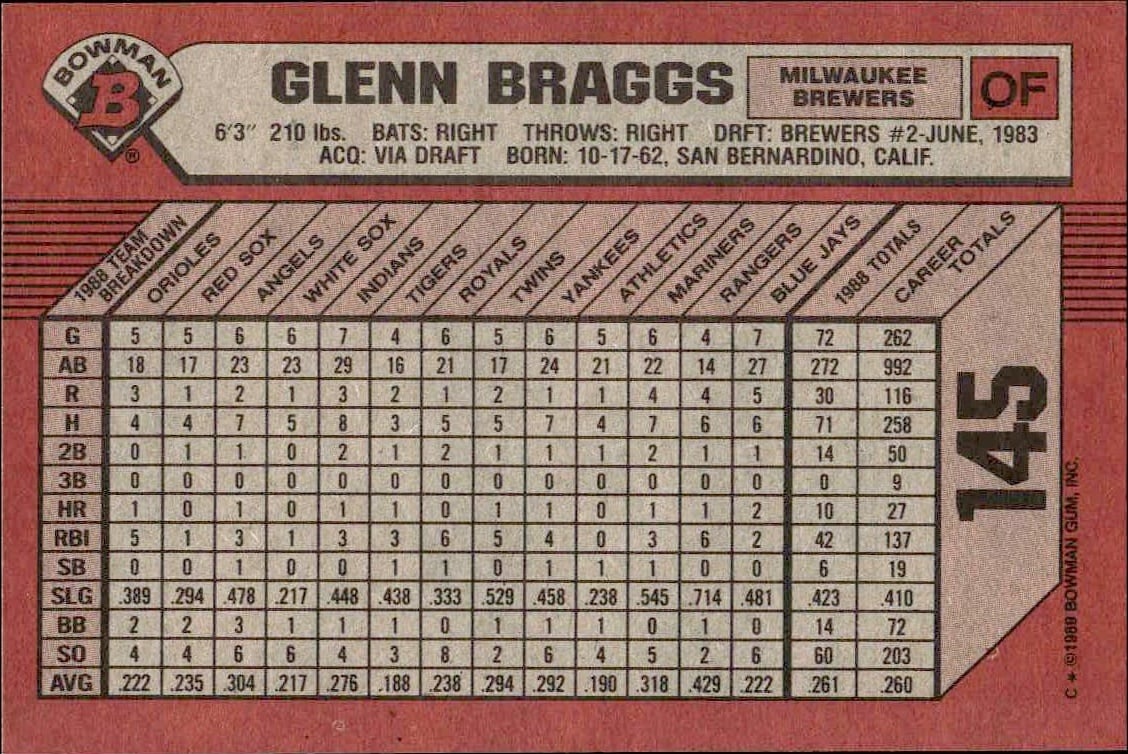 BOWMAN
B
®
GLENN BRAGGS
MILWAUKEE
BREWERS
OF
6'3" 210 lbs. BATS: RIGHT THROWS: RIGHT DRFT: BREWERS #2-JUNE, 1983
ACQ: VIA DRAFT BORN: 10-17-62, SAN BERNARDINO, CALIF.
1988 TEAM BREAKDOWN ORIOLES RED SOX ANGELS WHITE SOX INDIANS TIGERS ROYALS TWINS YANKEES ATHLETICS MARINERS RANGERS BLUE JAYS 1988 TOTALS CAREER TOTALS
G 5 5 6 6 7 4 6 5 6 5 6 4 7 72 262
AB 18 17 23 23 29 16 21 17 24 21 22 14 27 272 992
R 3 1 2 1 3 2 1 2 1 1 4 4 5 30 116
H 4 4 7 5 8 3 5 5 7 4 7 6 6 71 258
2B 0 1 1 0 2 1 2 1 1 1 2 1 1 14 50
3B 0 0 0 0 0 0 0 0 0 0 0 0 0 0 9
HR 1 0 1 0 1 1 0 1 1 0 1 1 2 10 27
RBI 5 1 3 1 3 3 6 5 4 0 3 6 2 42 137
SB 0 0 1 0 0 1 1 0 1 1 1 0 0 6 19
SLG .389 .294 .478 .217 .448 .438 .333 .529 .458 .238 .545 .714 .481 .423 .410
BB 2 2 3 1 1 1 0 1 1 1 0 1 0 14 72
SO 4 4 6 6 4 3 8 2 6 4 5 2 6 60 203
AVG .222 .235 .304 .217 .276 .188 .238 .294 .292 .190 .318 .429 .222 .261 .260
145
C * ©1989 BOWMAN GUM, INC.